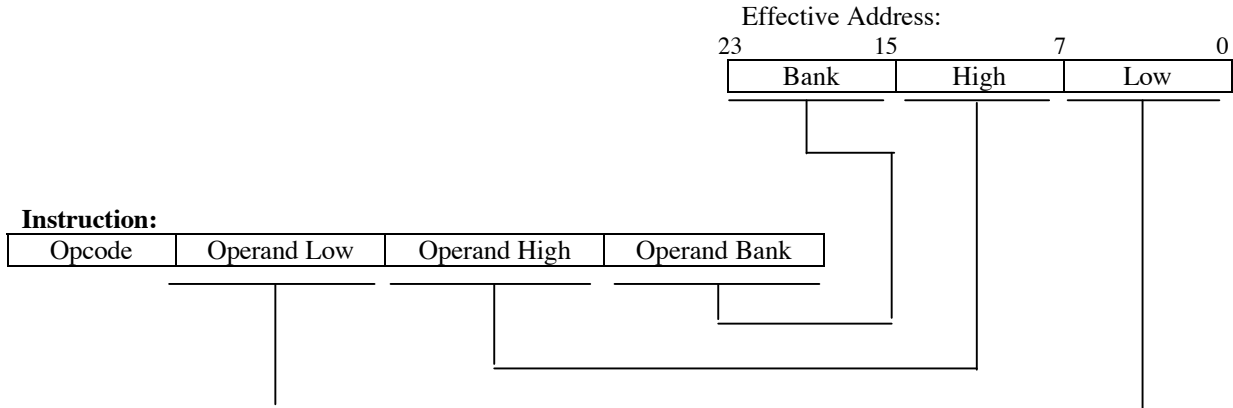 Effective Address:
23 15 7 0
Bank High Low
Instruction:
Opcode Operand Low Operand High Operand Bank